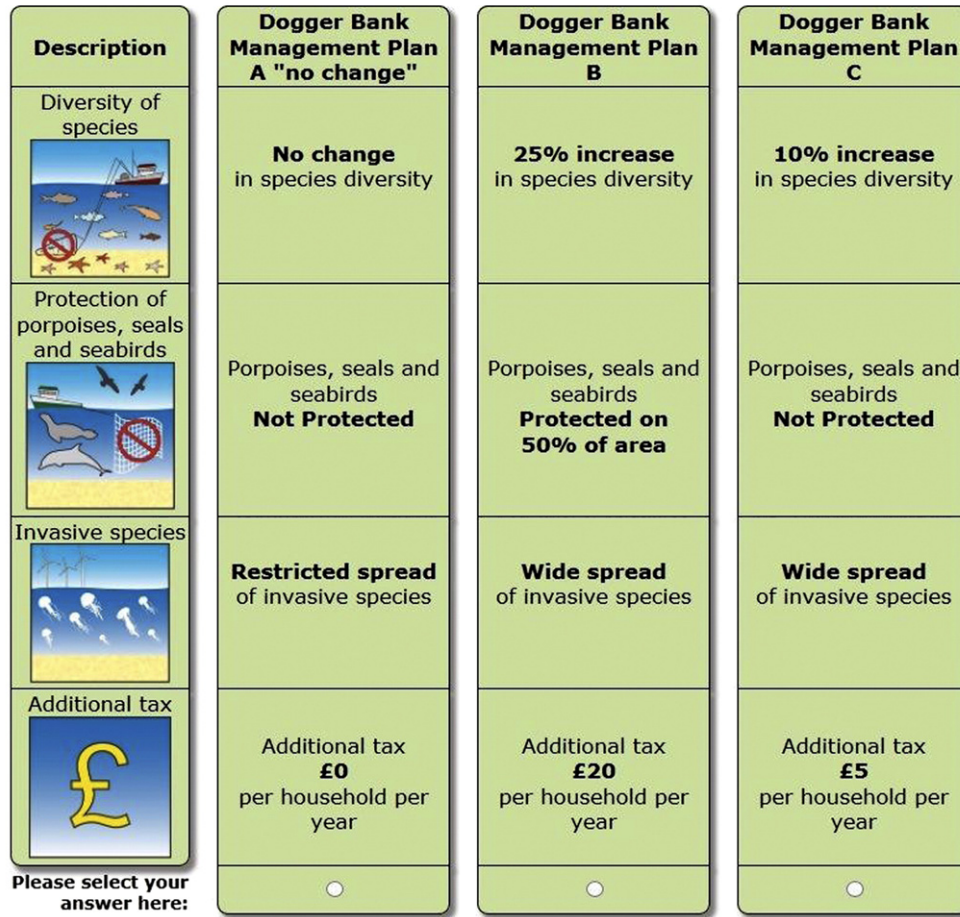 Description
Dogger Bank
Management Plan
A "no change"
Dogger Bank
Management Plan
B
Dogger Bank
Management Plan
C
Diversity of
species
No change
in species diversity
25% increase
in species diversity
10% increase
in species diversity
Protection of
porpoises, seals
and seabirds
Porpoises, seals and
seabirds
Not Protected
Porpoises, seals and
seabirds
Protected on
50% of area
Porpoises, seals and
seabirds
Not Protected
Invasive species
Restricted spread
of invasive species
Wide spread
of invasive species
Wide spread
of invasive species
Additional tax
£
Additional tax
£0
per household per
year
Additional tax
£20
per household per
year
Additional tax
£5
per household per
year
Please select your
answer here: